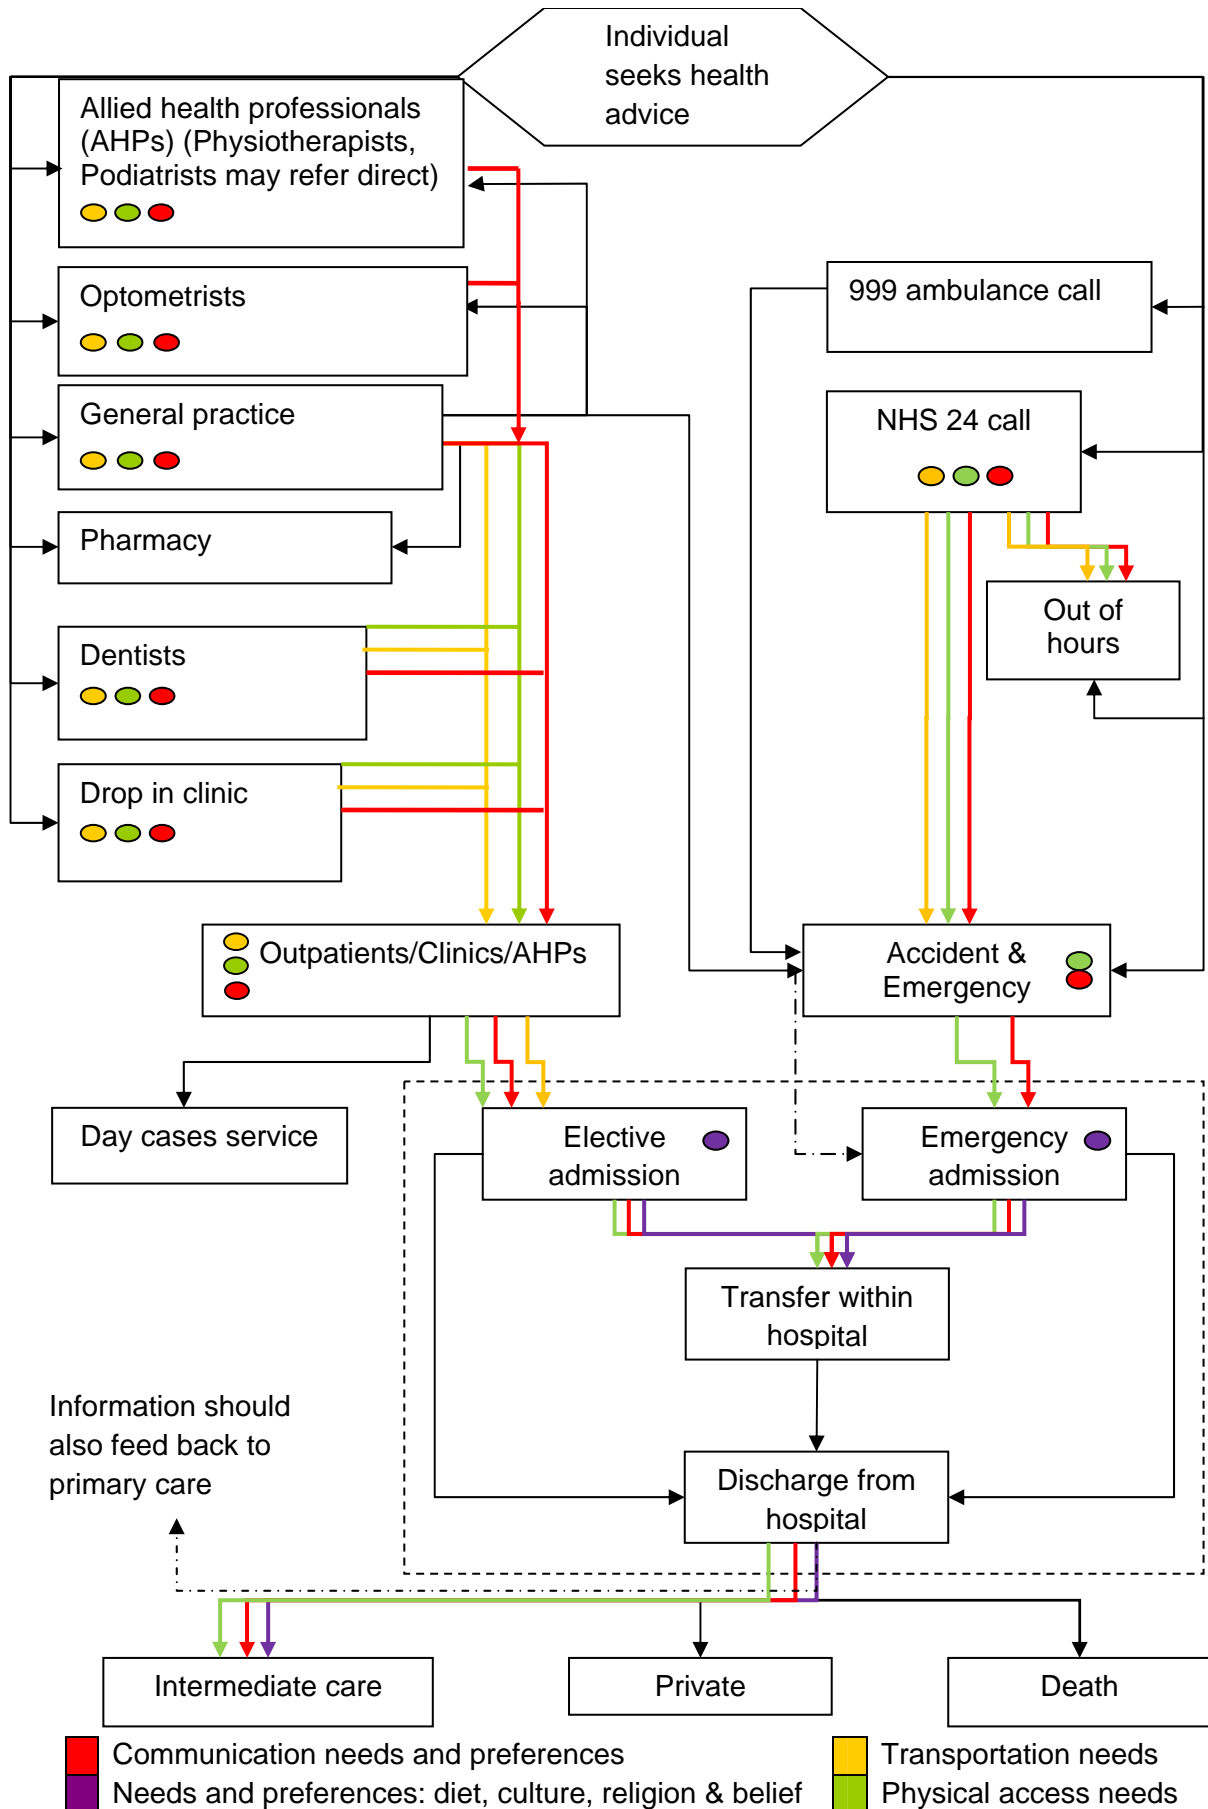 Individual
seeks health
advice
Allied health professionals
(AHPs) (Physiotherapists,
Podiatrists may refer direct)
Optometrists
999 ambulance call
General practice
NHS 24 call
Pharmacy
Out of
hours
Dentists
Drop in clinic
Outpatients/Clinics/AHPs
Accident &
Emergency
Day cases service
Elective
admission
Emergency
admission
Transfer within
hospital
Information should
also feed back to
primary care
Discharge from
hospital
Intermediate care
Private
Death
Communication needs and preferences
Transportation needs
Needs and preferences: diet, culture, religion & belief
Physical access needs